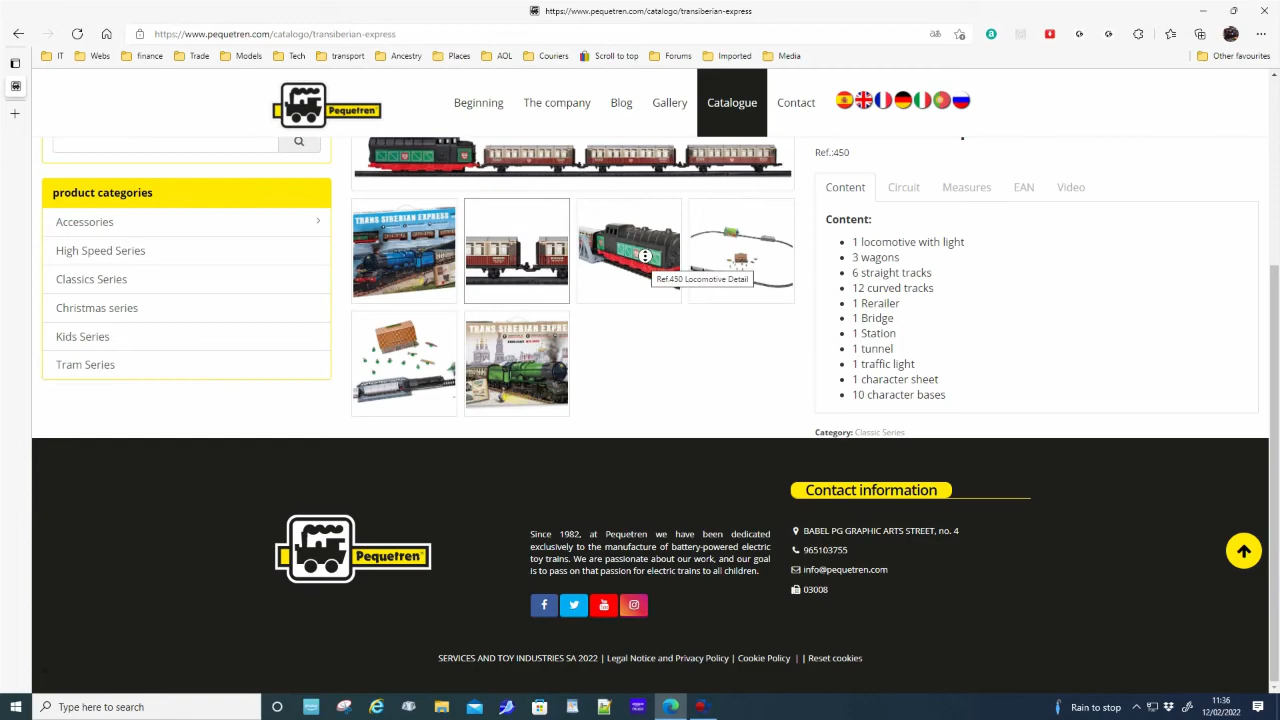 https://www.pequetren.com
https://www.pequetren.com/catalogo/transiberian-express
IT Webs finance Trade Models Tech transport Ancestry Places AOL Couriers Scroll to top Forums Imported Media Other favourites
Pequetren
Beginning The company Blog Gallery Catalogue Contact
Ref.:450
product categories
Accessories
High Speed Series
Classics Series
Christmas series
Kids Series
Tram Series
TRANS SIBERIAN EXPRESS
Ref.450 Locomotive Detail
TRANS SIBERIAN EXPRE
Content Circuit Measures EAN Video
Content:
1 locomotive with light
3 wagons
6 straight tracks
12 curved tracks
1 Rerailer
1 Bridge
1 Station
1 tunnel
1 traffic light
1 character sheet
10 character bases
Category: Classic Series
Pequetren
Since 1982, at Pequetren we have been dedicated
exclusively to the manufacture of battery-powered electric
toy trains. We are passionate about our work, and our goal
is to pass on that passion for electric trains to all children.
Contact information
BABEL PG GRAPHIC ARTS STREET, no. 4
965103755
info@pequetren.com
03008
SERVICES AND TOY INDUSTRIES SA 2022 | Legal Notice and Privacy Policy | Cookie Policy | | Reset cookies
Type here to search
Rain to stop
11:36
12/02/2022